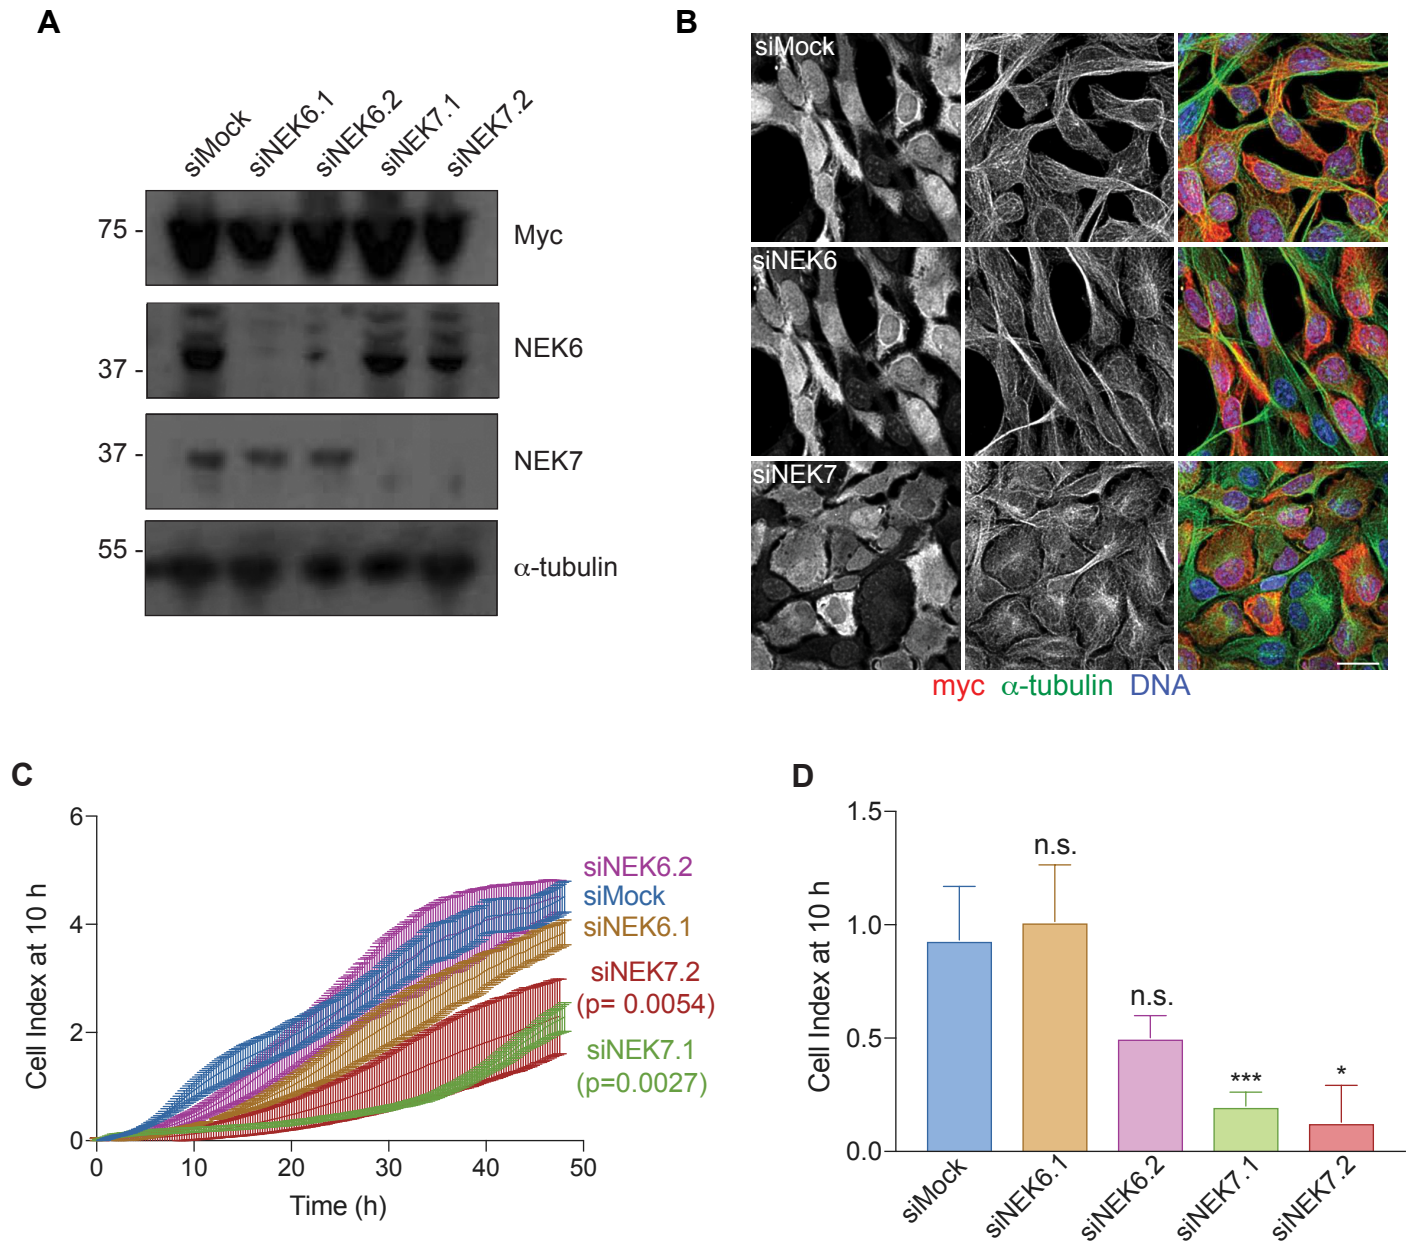 A
siMock
siNEK6.1
siNEK6.2
siNEK7.1
siNEK7.2
75 -
Myc
37 -
NEK6
37 -
NEK7
55 -
α-tubulin
B
siMock
siNEK6
siNEK7
myc α-tubulin DNA
C
Cell Index at 10 h
6
4
2
0
0 10 20 30 40 50
Time (h)
siNEK6.2
siMock
siNEK6.1
siNEK7.2
(p= 0.0054)
siNEK7.1
(p=0.0027)
D
Cell Index at 10 h
1.5
1.0
0.5
0.0
n.s.
n.s.
***
*
siMock
siNEK6.1
siNEK6.2
siNEK7.1
siNEK7.2